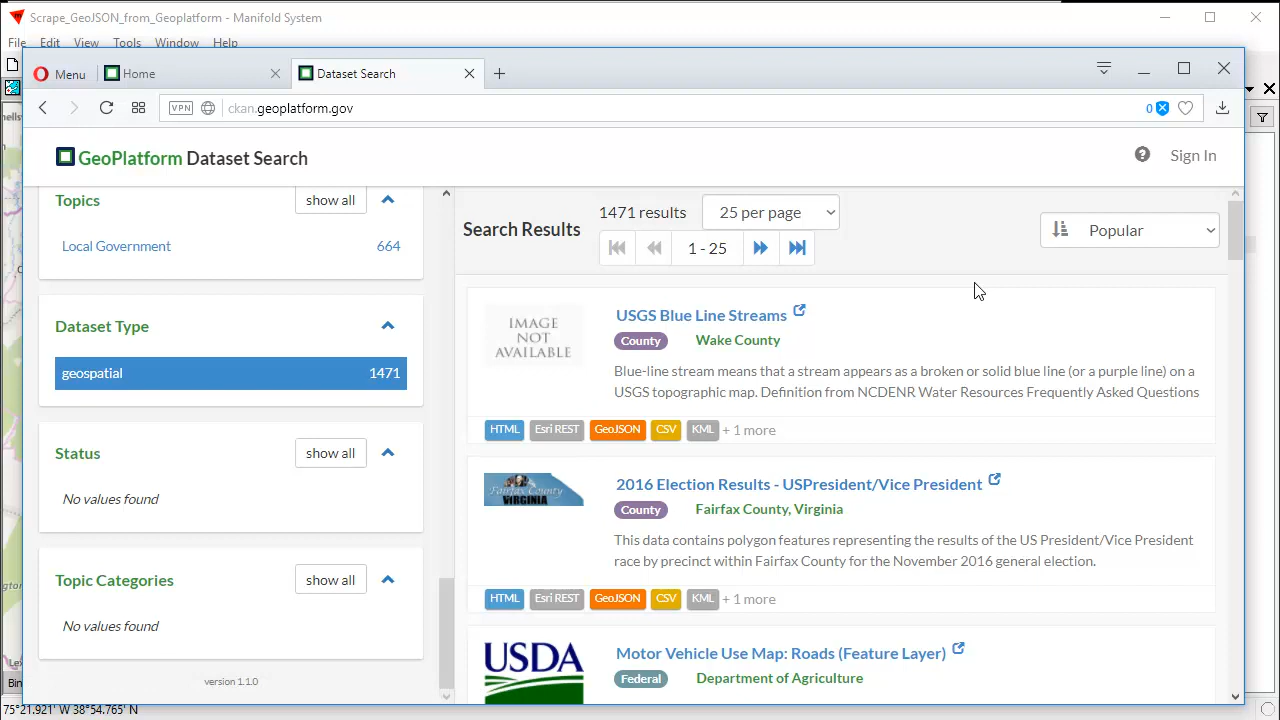 Scrape_GeoJSON_from_Geoplatform - Manifold System
File Edit View Tools Window Help
Menu Home Dataset Search
VPN ckan.geoplatform.gov 0
GeoPlatform Dataset Search Sign In
Topics show all
Local Government 664
Dataset Type
geospatial 1471
Status show all
No values found
Topic Categories show all
No values found
version 1.1.0
Search Results 1471 results 25 per page
1 - 25
Popular
IMAGE NOT AVAILABLE
USGS Blue Line Streams
County Wake County
Blue-line stream means that a stream appears as a broken or solid blue line (or a purple line) on a
USGS topographic map. Definition from NCDENR Water Resources Frequently Asked Questions
HTML Esri REST GeoJSON CSV KML + 1 more
Fairfax County VIRGINIA
2016 Election Results - USPresident/Vice President
County Fairfax County, Virginia
This data contains polygon features representing the results of the US President/Vice President
race by precinct within Fairfax County for the November 2016 general election.
HTML Esri REST GeoJSON CSV KML + 1 more
USDA
Motor Vehicle Use Map: Roads (Feature Layer)
Federal Department of Agriculture
Bin
75°21.921' W 38°54.765' N